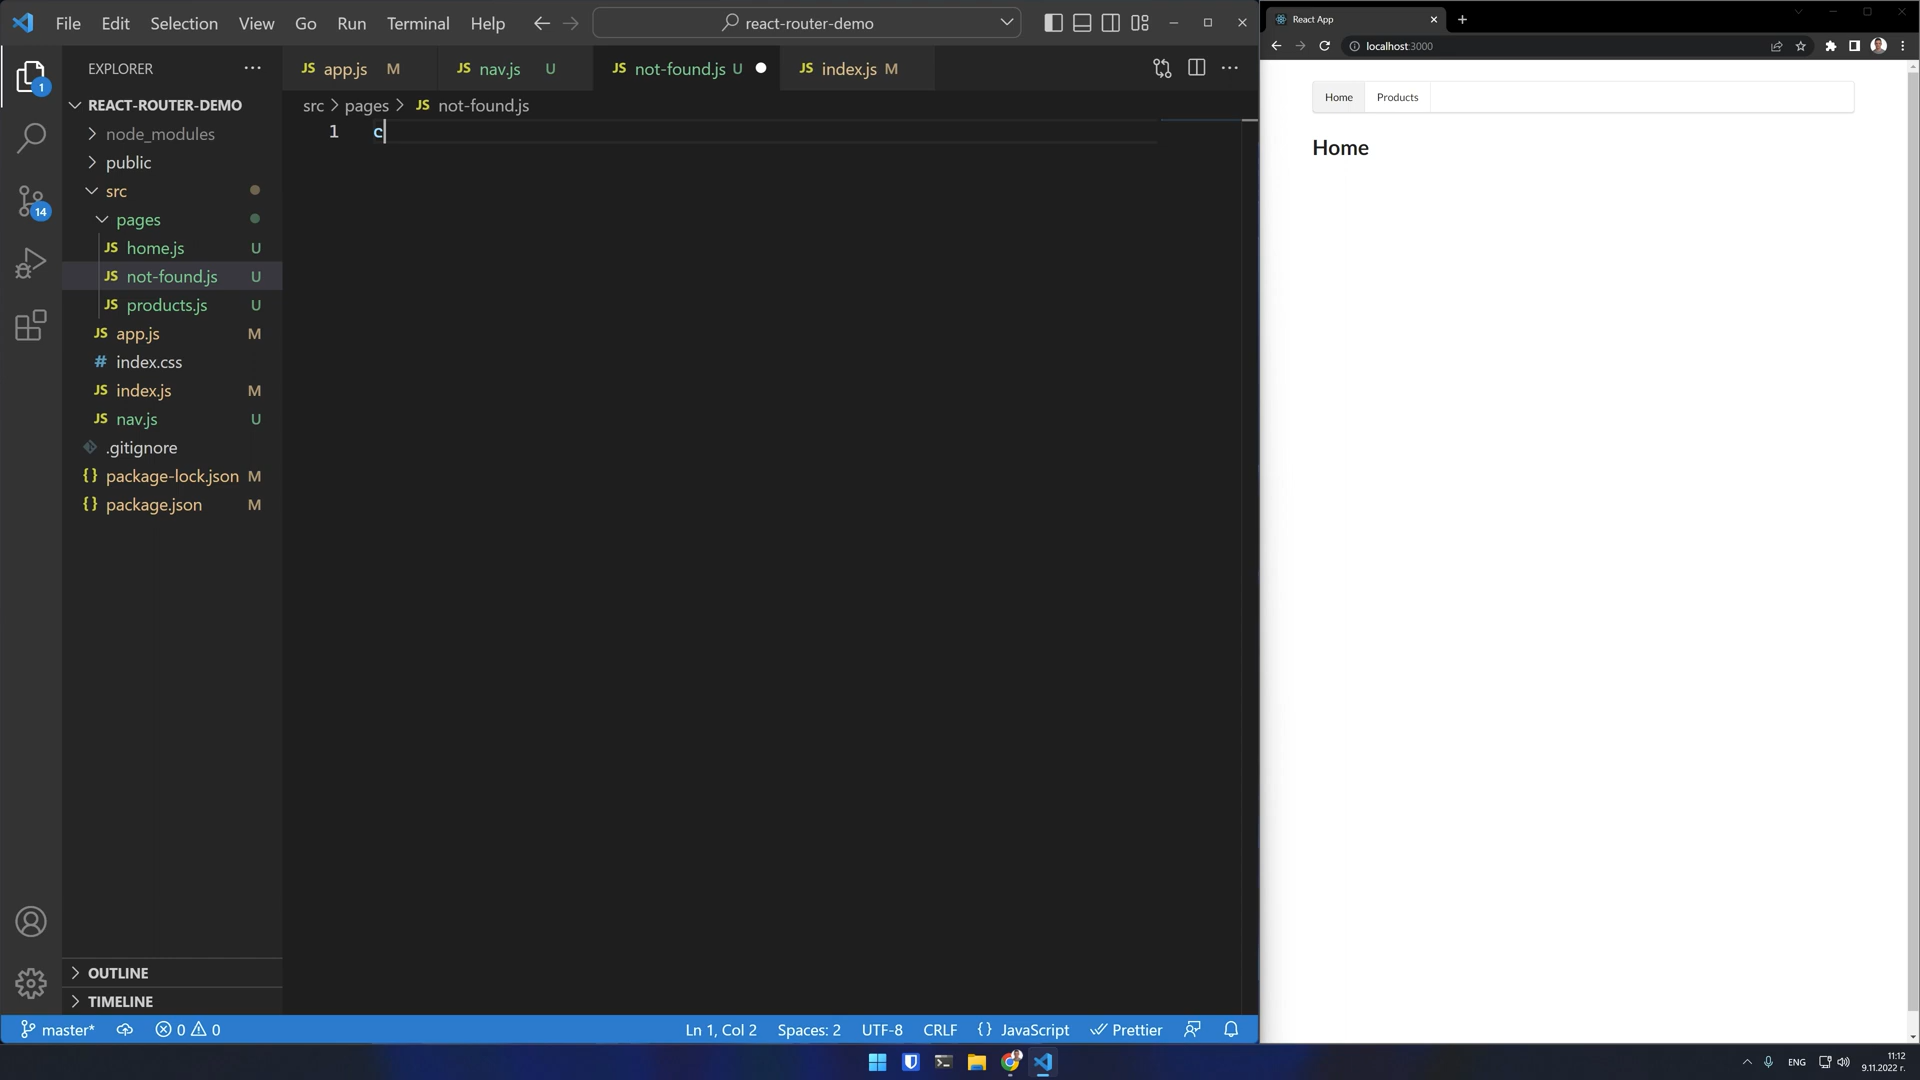 File Edit Selection View Go Run Terminal Help
react-router-demo
EXPLORER
app.js M
nav.js U
not-found.js U
index.js M
REACT-ROUTER-DEMO
node_modules
public
src
pages
home.js U
not-found.js U
products.js U
app.js M
index.css
index.js M
nav.js U
.gitignore
package-lock.json M
package.json M
OUTLINE
TIMELINE
src > pages > JS not-found.js
1 c
1
14
master*
0 0
Ln 1, Col 2 Spaces: 2 UTF-8 CRLF {} JavaScript Prettier
React App
localhost:3000
Home Products
Home
ENG
11:12
9.11.2022 г.